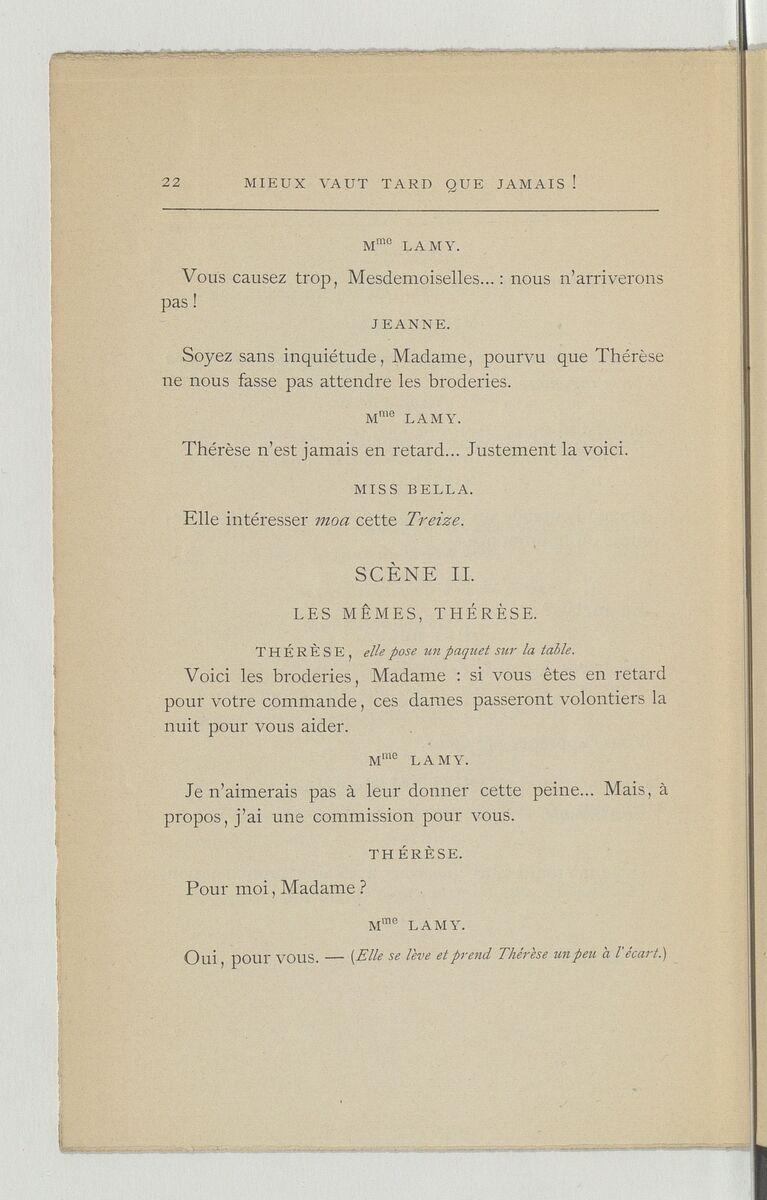 22 MIEUX VAUT TARD QUE JAMAIS !
Mme LAMY.
Vous causez trop, Mesdemoiselles... : nous n'arriverons
pas !
JEANNE.
Soyez sans inquiétude, Madame, pourvu que Thérèse
ne nous fasse pas attendre les broderies.
Mme LAMY.
Thérèse n'est jamais en retard... Justement la voici.
MISS BELLA.
Elle intéresser moa cette Treize.
SCÈNE II.
LES MÊMES, THÉRÈSE.
THÉRÈSE, elle pose un paquet sur la table.
Voici les broderies, Madame : si vous êtes en retard
pour votre commande, ces dames passeront volontiers la
nuit pour vous aider.
Mme LAMY.
Je n'aimerais pas à leur donner cette peine... Mais, à
propos, j'ai une commission pour vous.
THÉRÈSE.
Pour moi, Madame ?
Mme LAMY.
Oui, pour vous. — (Elle se lève et prend Thérèse un peu à l'écart.)